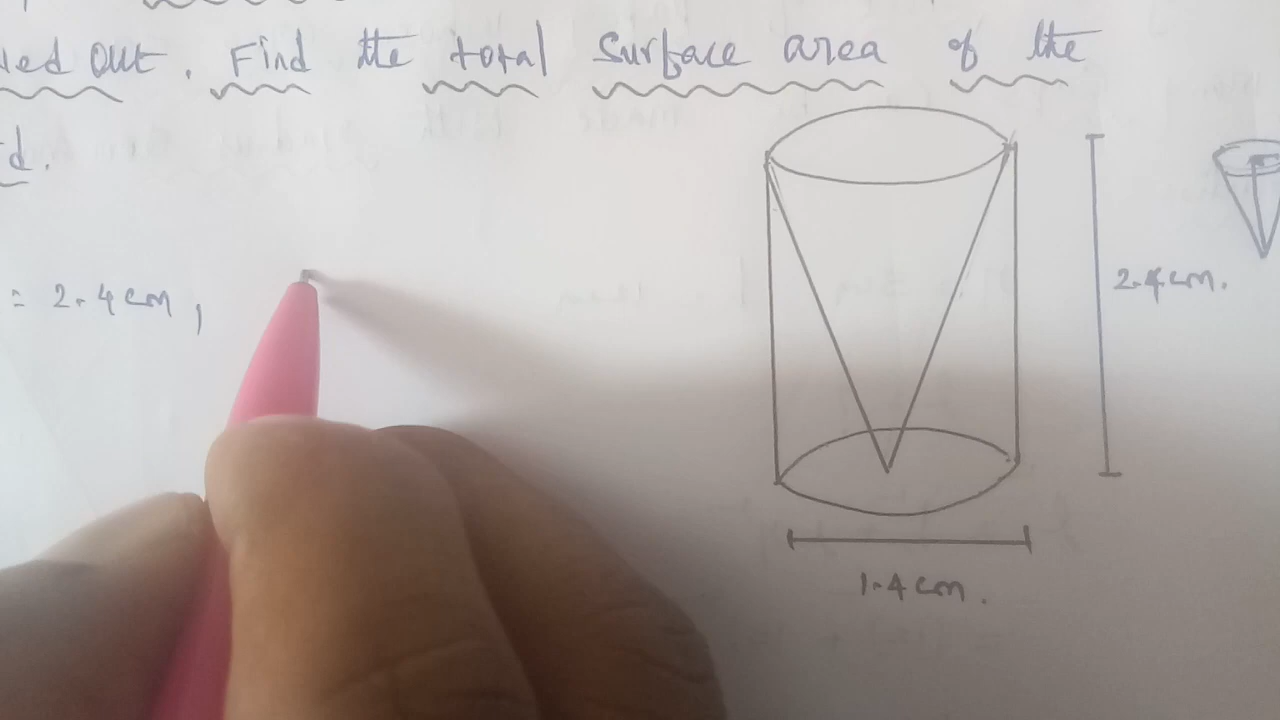 out. Find the total surface area of the
d.
= 2.4 cm,
2.4 cm.
1.4 cm.